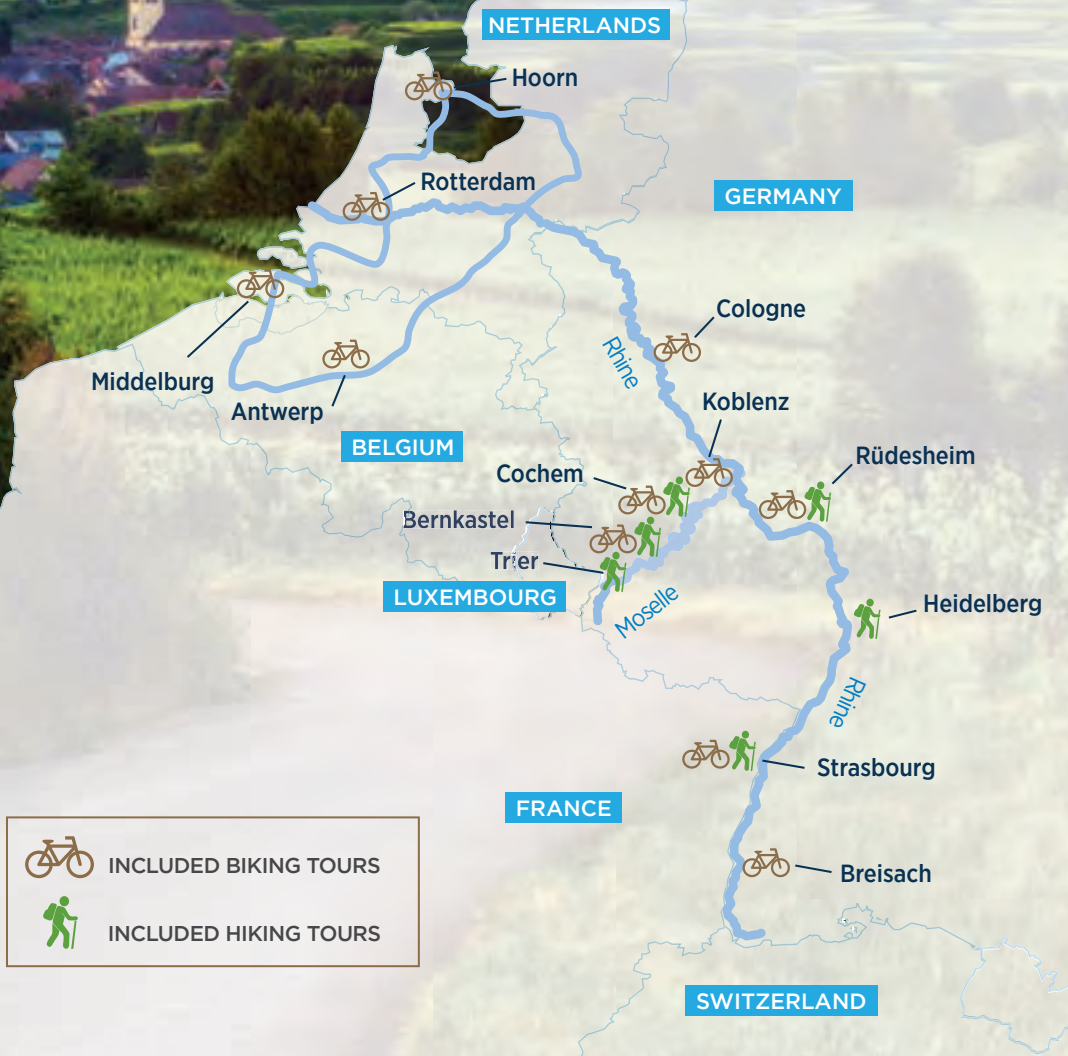 NETHERLANDS
Hoorn
Rotterdam
GERMANY
Cologne
Rhine
Middelburg
Antwerp
Koblenz
BELGIUM
Rüdesheim
Cochem
Bernkastel
Trier
LUXEMBOURG
Moselle
Heidelberg
Rhine
Strasbourg
FRANCE
Breisach
INCLUDED BIKING TOURS
INCLUDED HIKING TOURS
SWITZERLAND